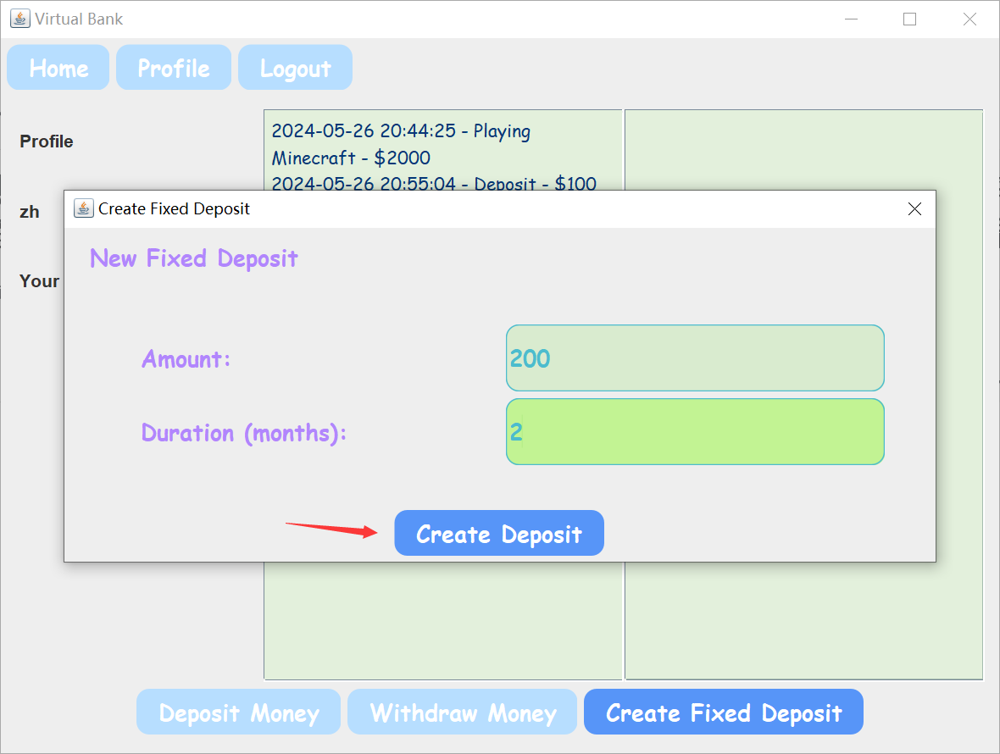 Virtual Bank
Home Profile Logout
Profile
zh
Your
2024-05-26 20:44:25 - Playing
Minecraft - $2000
2024-05-26 20:55:04 - Deposit - $100
Create Fixed Deposit
New Fixed Deposit
Amount: 200
Duration (months): 2
Create Deposit
Deposit Money Withdraw Money Create Fixed Deposit